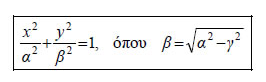 x²/α² + y²/β² = 1, όπου β = √(α² − γ²)